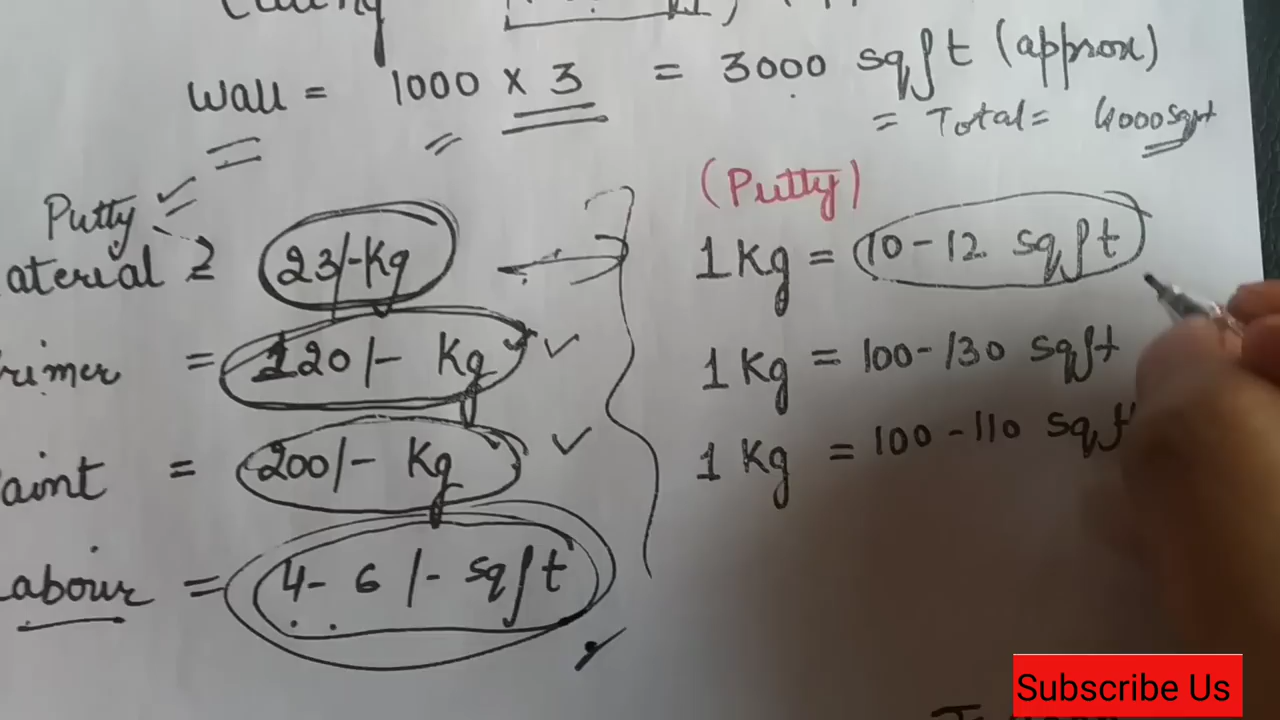 Wall = 1000 x 3 = 3000 sqft (approx)
= Total = 4000 sqft
Putty
aterial = 23/- Kg
rimer = 120/- Kg
aint = 200/- Kg
abour = 4-6/- sqft
(Putty)
1 Kg = 10-12 sqft
1 Kg = 100-130 sqft
1 Kg = 100-110 sqft
Subscribe Us